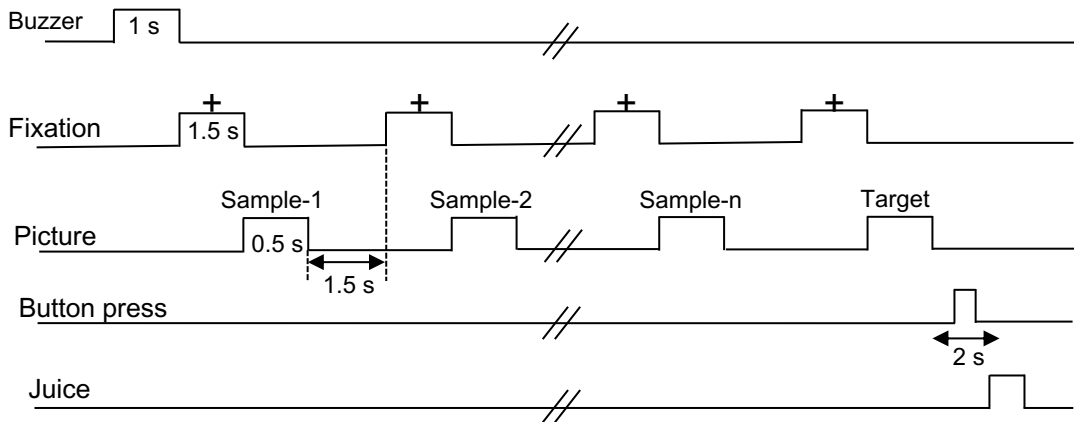 Buzzer
1 s
+ + + +
Fixation
1.5 s
Sample-1 Sample-2 Sample-n Target
Picture
0.5 s
1.5 s
Button press
2 s
Juice